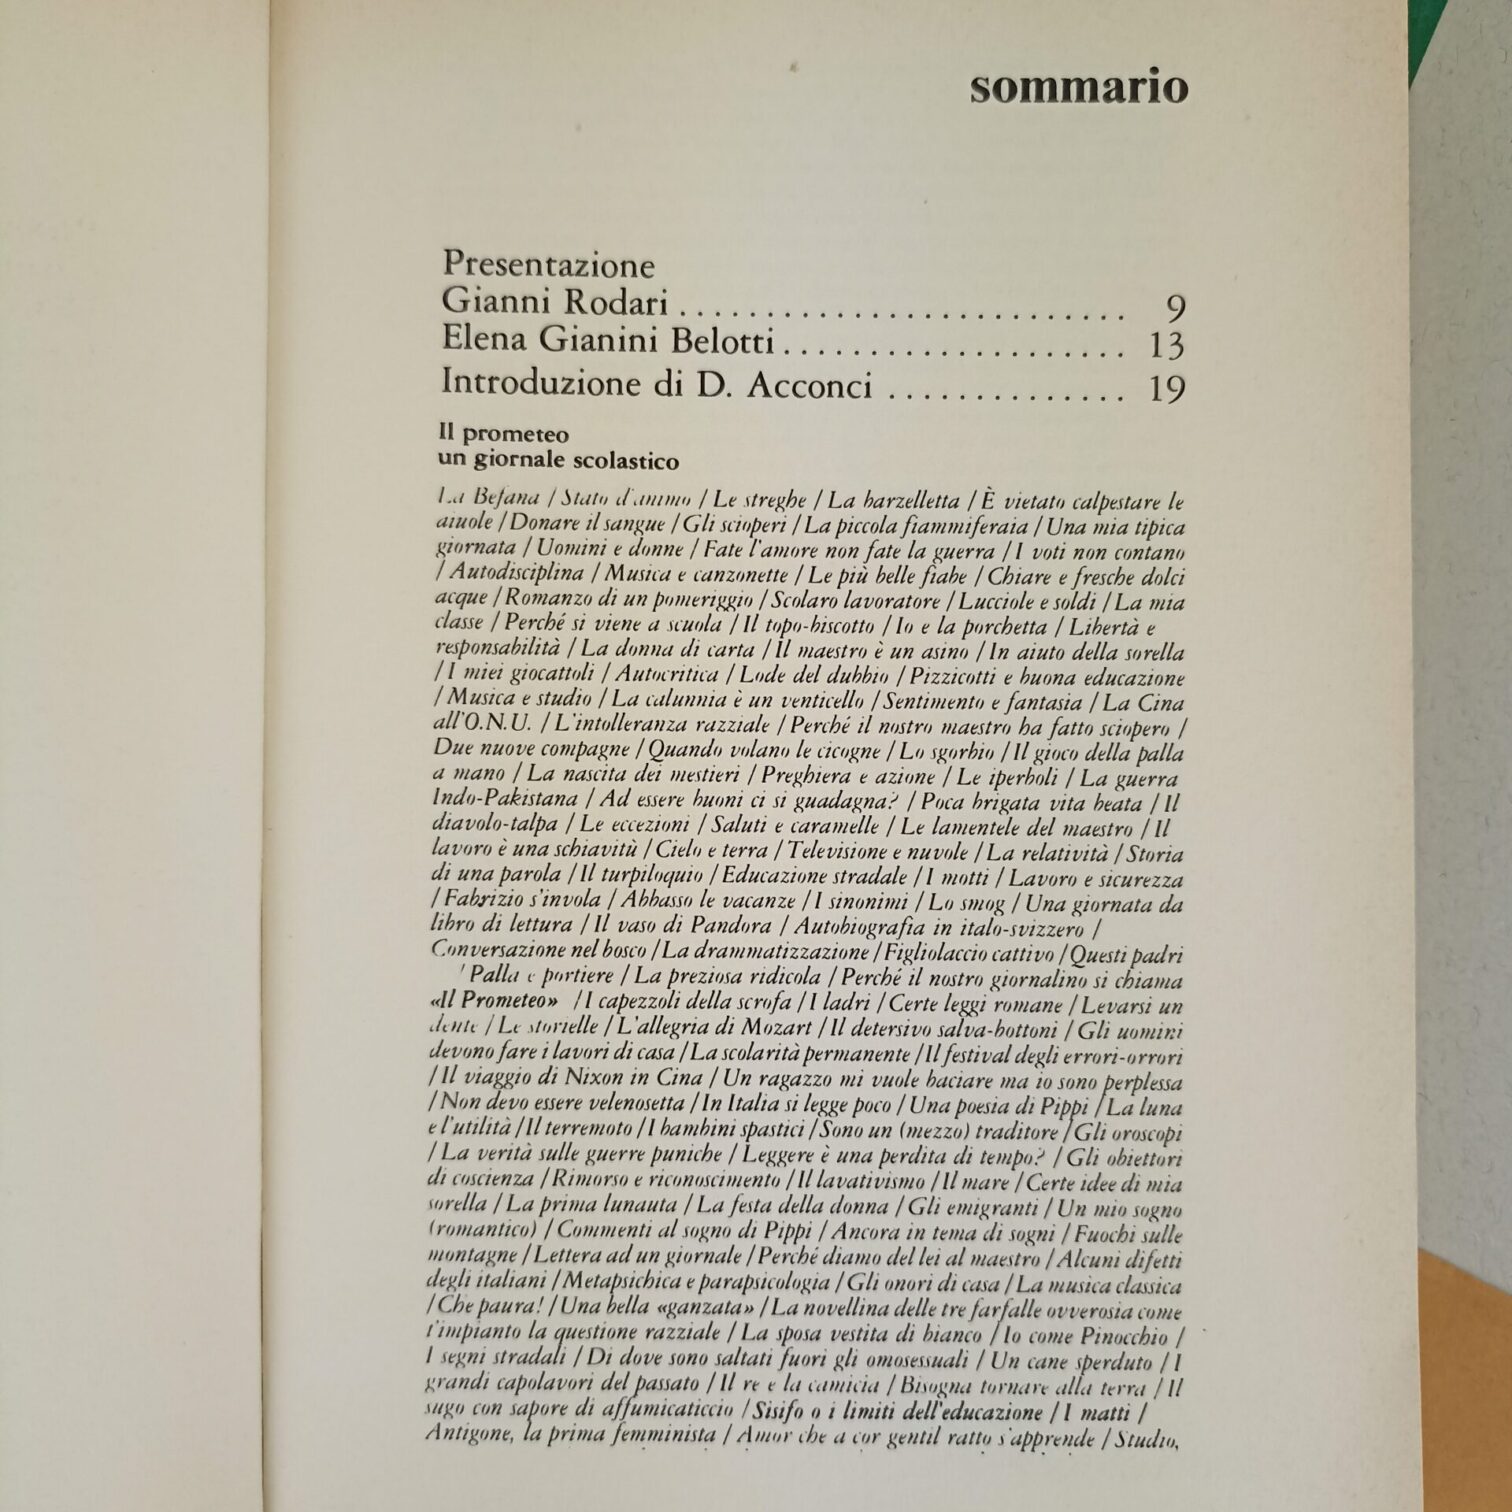 sommario
Presentazione
Gianni Rodari . . . . . . . . . . . . . . . . . . . . . . . . . . 9
Elena Gianini Belotti . . . . . . . . . . . . . . . . . . . . 13
Introduzione di D. Acconci . . . . . . . . . . . . . . 19
Il prometeo
un giornale scolastico
La Befana / Stato d'animo / Le streghe / La barzelletta / È vietato calpestare le
aiuole / Donare il sangue / Gli scioperi / La piccola fiammiferaia / Una mia tipica
giornata / Uomini e donne / Fate l'amore non fate la guerra / I voti non contano
/ Autodisciplina / Musica e canzonette / Le più belle fiabe / Chiare e fresche dolci
acque / Romanzo di un pomeriggio / Scolaro lavoratore / Lucciole e soldi / La mia
classe / Perché si viene a scuola / Il topo-biscotto / Io e la porchetta / Libertà e
responsabilità / La donna di carta / Il maestro è un asino / In aiuto della sorella
/ I miei giocattoli / Autocritica / Lode del dubbio / Pizzicotti e buona educazione
/ Musica e studio / La calunnia è un venticello / Sentimento e fantasia / La Cina
all'O.N.U. / L'intolleranza razziale / Perché il nostro maestro ha fatto sciopero /
Due nuove compagne / Quando volano le cicogne / Lo sgorbio / Il gioco della palla
a mano / La nascita dei mestieri / Preghiera e azione / Le iperboli / La guerra
Indo-Pakistana / Ad essere buoni ci si guadagna? / Poca brigata vita beata / Il
diavolo-talpa / Le eccezioni / Saluti e caramelle / Le lamentele del maestro / Il
lavoro è una schiavitù / Cielo e terra / Televisione e nuvole / La relatività / Storia
di una parola / Il turpiloquio / Educazione stradale / I motti / Lavoro e sicurezza
/ Fabrizio s'invola / Abbasso le vacanze / I sinonimi / Lo smog / Una giornata da
libro di lettura / Il vaso di Pandora / Autobiografia in italo-svizzero /
Conversazione nel bosco / La drammatizzazione / Figliolaccio cattivo / Questi padri
/ Palla e portiere / La preziosa ridicola / Perché il nostro giornalino si chiama
«Il Prometeo» / I capezzoli della scrofa / I ladri / Certe leggi romane / Levarsi un
dente / Le storielle / L'allegria di Mozart / Il detersivo salva-bottoni / Gli uomini
devono fare i lavori di casa / La scolarità permanente / Il festival degli errori-orrori
/ Il viaggio di Nixon in Cina / Un ragazzo mi vuole baciare ma io sono perplessa
/ Non devo essere velenosetta / In Italia si legge poco / Una poesia di Pippi / La luna
e l'utilità / Il terremoto / I bambini spastici / Sono un (mezzo) traditore / Gli oroscopi
/ La verità sulle guerre puniche / Leggere è una perdita di tempo? / Gli obiettori
di coscienza / Rimorso e riconoscimento / Il lavativismo / Il mare / Certe idee di mia
sorella / La prima lunauta / La festa della donna / Gli emigranti / Un mio sogno
(romantico) / Commenti al sogno di Pippi / Ancora in tema di sogni / Fuochi sulle
montagne / Lettera ad un giornale / Perché diamo del lei al maestro / Alcuni difetti
degli italiani / Metapsichica e parapsicologia / Gli onori di casa / La musica classica
/ Che paura! / Una bella «ganzata» / La novellina delle tre farfalle ovverosia come
t'impianto la questione razziale / La sposa vestita di bianco / Io come Pinocchio /
I segni stradali / Di dove sono saltati fuori gli omosessuali / Un cane sperduto / I
grandi capolavori del passato / Il re e la camicia / Bisogna tornare alla terra / Il
sugo con sapore di affumicaticcio / Sisifo o i limiti dell'educazione / I matti /
Antigone, la prima femminista / Amor che a cor gentil ratto s'apprende / Studio,